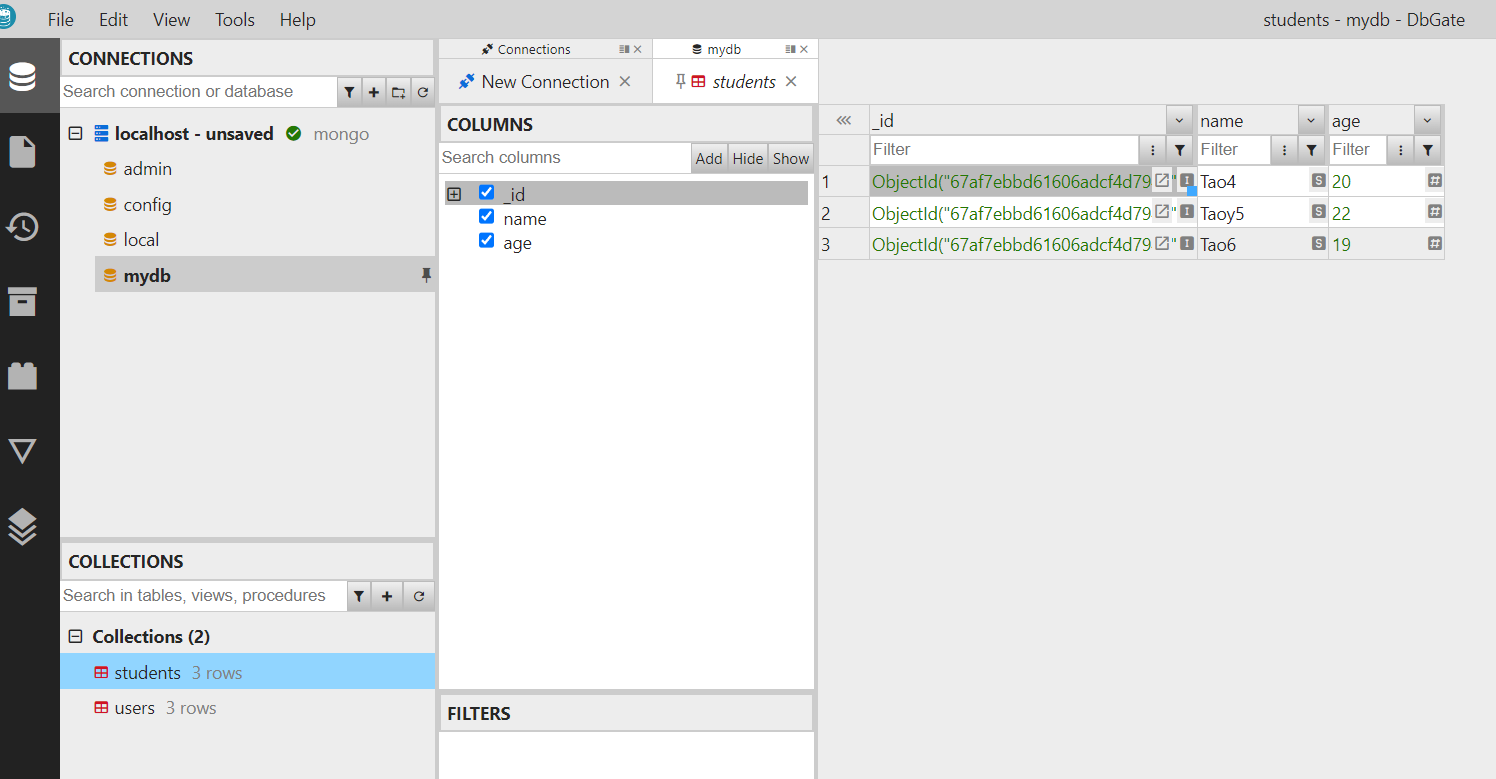 File Edit View Tools Help students - mydb - DbGate
CONNECTIONS
Search connection or database
localhost - unsaved mongo
admin
config
local
mydb
COLLECTIONS
Search in tables, views, procedures
Collections (2)
students 3 rows
users 3 rows
Connections mydb
New Connection students
COLUMNS
Search columns Add Hide Show
_id
name
age
FILTERS
_id name age
Filter Filter Filter
1 ObjectId("67af7ebbd61606adcf4d79 " I Tao4 S 20 #
2 ObjectId("67af7ebbd61606adcf4d79 " I Taoy5 S 22 #
3 ObjectId("67af7ebbd61606adcf4d79 " I Tao6 S 19 #